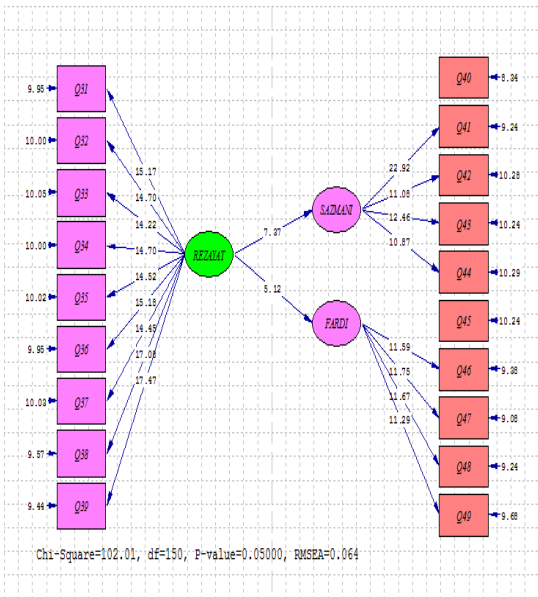 9.95 Q31
10.00 Q32
10.05 Q33
10.00 Q34
10.02 Q35
9.95 Q36
10.03 Q37
9.57 Q38
9.44 Q39
15.17
14.70
14.22
14.70
14.52
15.18
14.45
17.08
17.47
REZAYAT
7.37
5.12
SAZMANI
FARDI
22.92
11.08
12.46
10.87
11.59
11.75
11.67
11.29
Q40 8.34
Q41 9.24
Q42 10.28
Q43 10.24
Q44 10.29
Q45 10.24
Q46 9.38
Q47 9.08
Q48 9.24
Q49 9.68
Chi-Square=102.01, df=150, P-value=0.05000, RMSEA=0.064